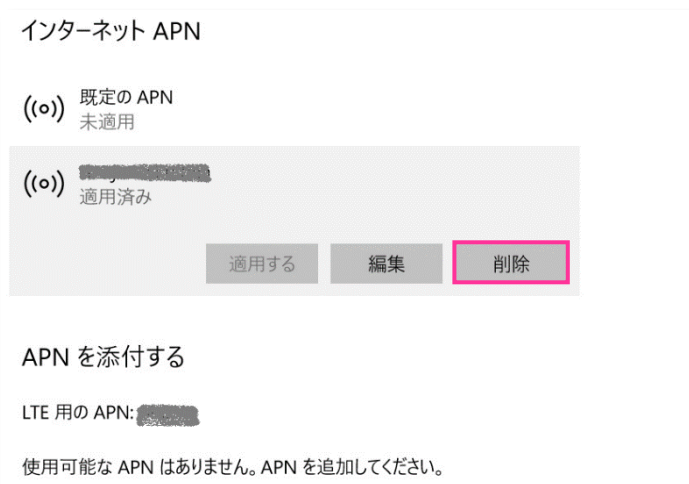 インターネット APN
既定の APN
未適用
適用済み
適用する
編集
削除
APN を添付する
LTE 用の APN:
使用可能な APN はありません。APN を追加してください。